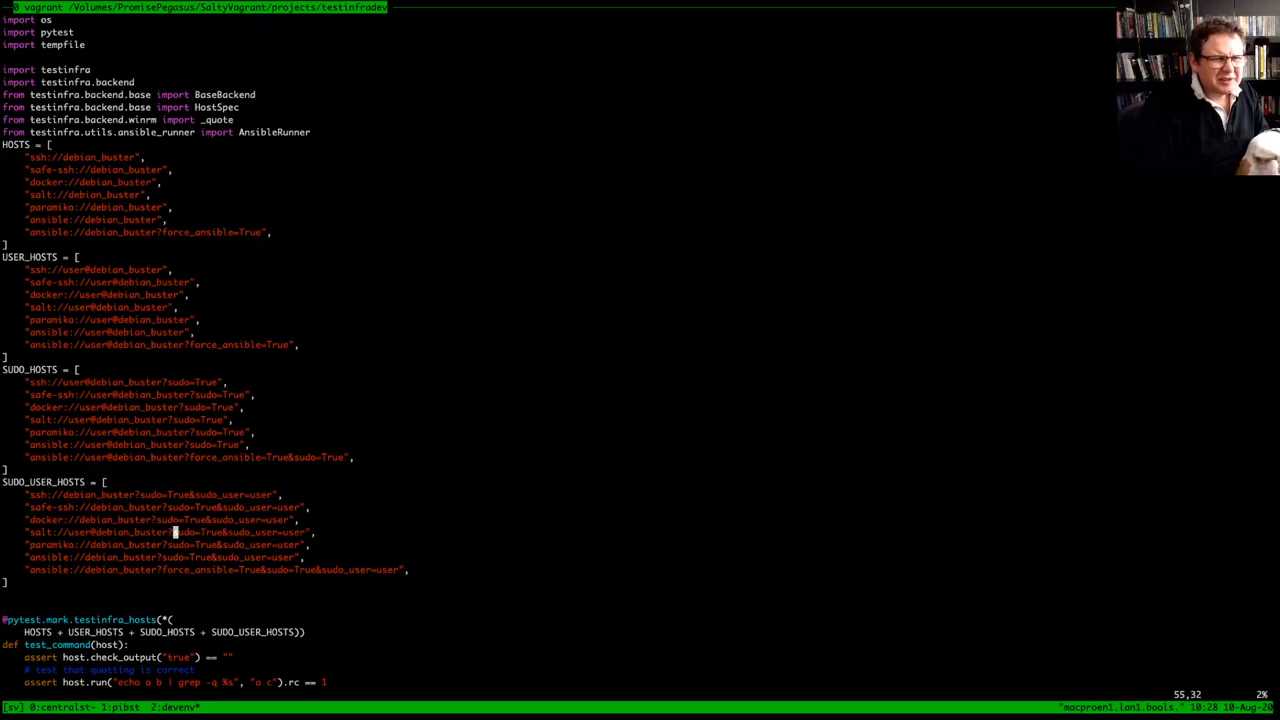 0 vagrant /Volumes/PromisePegasus/SaltyVagrant/projects/testinfradev
import os
import pytest
import tempfile
import testinfra
import testinfra.backend
from testinfra.backend.base import BaseBackend
from testinfra.backend.base import HostSpec
from testinfra.backend.winrm import _quote
from testinfra.utils.ansible_runner import AnsibleRunner
HOSTS = [
"ssh://debian_buster",
"safe-ssh://debian_buster",
"docker://debian_buster",
"salt://debian_buster",
"paramiko://debian_buster",
"ansible://debian_buster",
"ansible://debian_buster?force_ansible=True",
]
USER_HOSTS = [
"ssh://user@debian_buster",
"safe-ssh://user@debian_buster",
"docker://user@debian_buster",
"salt://user@debian_buster",
"paramiko://user@debian_buster",
"ansible://user@debian_buster",
"ansible://user@debian_buster?force_ansible=True",
]
SUDO_HOSTS = [
"ssh://user@debian_buster?sudo=True",
"safe-ssh://user@debian_buster?sudo=True",
"docker://user@debian_buster?sudo=True",
"salt://user@debian_buster?sudo=True",
"paramiko://user@debian_buster?sudo=True",
"ansible://user@debian_buster?sudo=True",
"ansible://user@debian_buster?force_ansible=True&sudo=True",
]
SUDO_USER_HOSTS = [
"ssh://debian_buster?sudo=True&sudo_user=user",
"safe-ssh://debian_buster?sudo=True&sudo_user=user",
"docker://debian_buster?sudo=True&sudo_user=user",
"salt://user@debian_buster?sudo=True&sudo_user=user",
"paramiko://debian_buster?sudo=True&sudo_user=user",
"ansible://debian_buster?sudo=True&sudo_user=user",
"ansible://debian_buster?force_ansible=True&sudo=True&sudo_user=user",
]
@pytest.mark.testinfra_hosts(*(
HOSTS + USER_HOSTS + SUDO_HOSTS + SUDO_USER_HOSTS))
def test_command(host):
assert host.check_output("true") == ""
# test that quotting is correct
assert host.run("echo a b | grep -q %s", "a c").rc == 1
55,32 2%
[sv] 0:centralst- 1:pibst 2:devenv* "macproen1.lan1.bools." 10:28 10-Aug-20